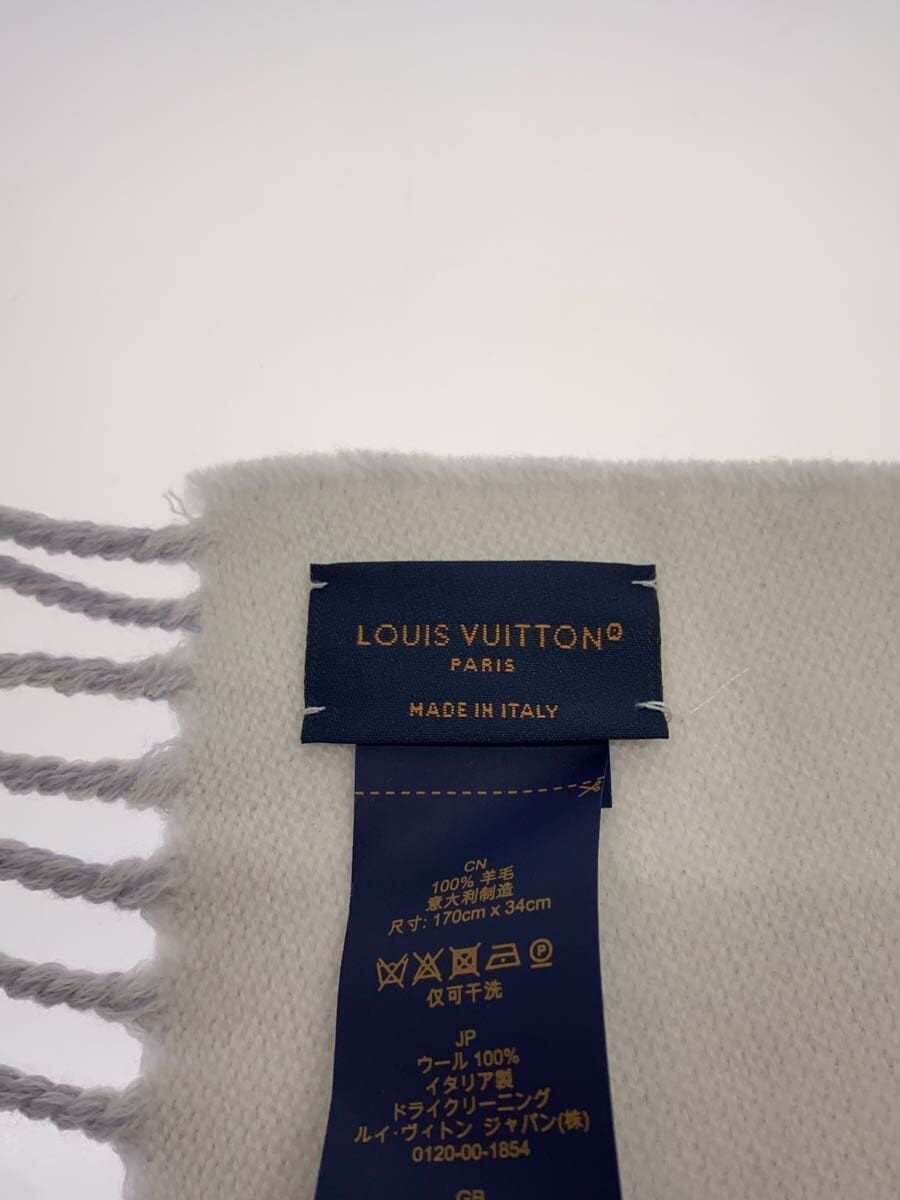 LOUIS VUITTON®
PARIS
MADE IN ITALY
CN
100% 羊毛
意大利制造
尺寸: 170cm x 34cm
P
仅可干洗
JP
ウール 100%
イタリア製
ドライクリーニング
ルイ・ヴィトン ジャパン(株)
0120-00-1854
GB